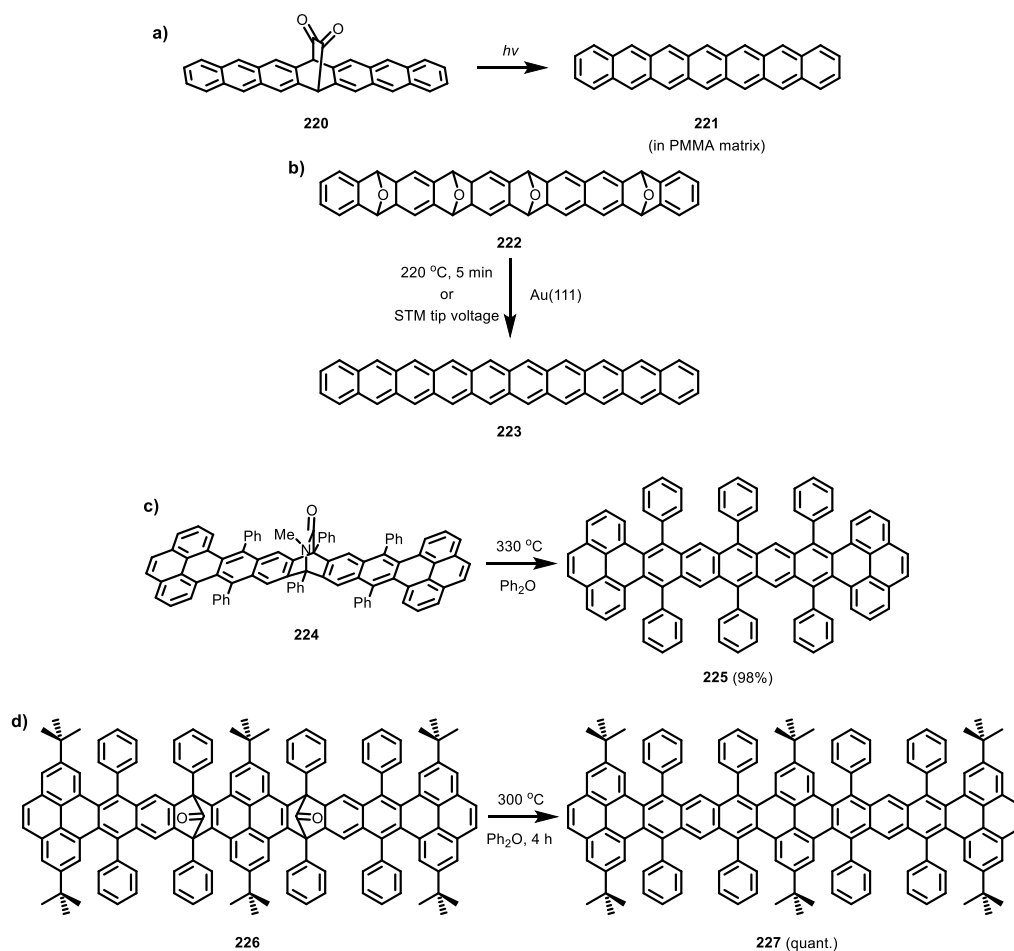 a)
O
O
hv
220
221
(in PMMA matrix)
b)
O
O
O
O
222
220 °C, 5 min
or
STM tip voltage
Au(111)
223
c)
O
Me
N
Ph
Ph
Ph
Ph
Ph
Ph
224
330 °C
Ph₂O
225 (98%)
d)
O
O
226
300 °C
Ph₂O, 4 h
227 (quant.)